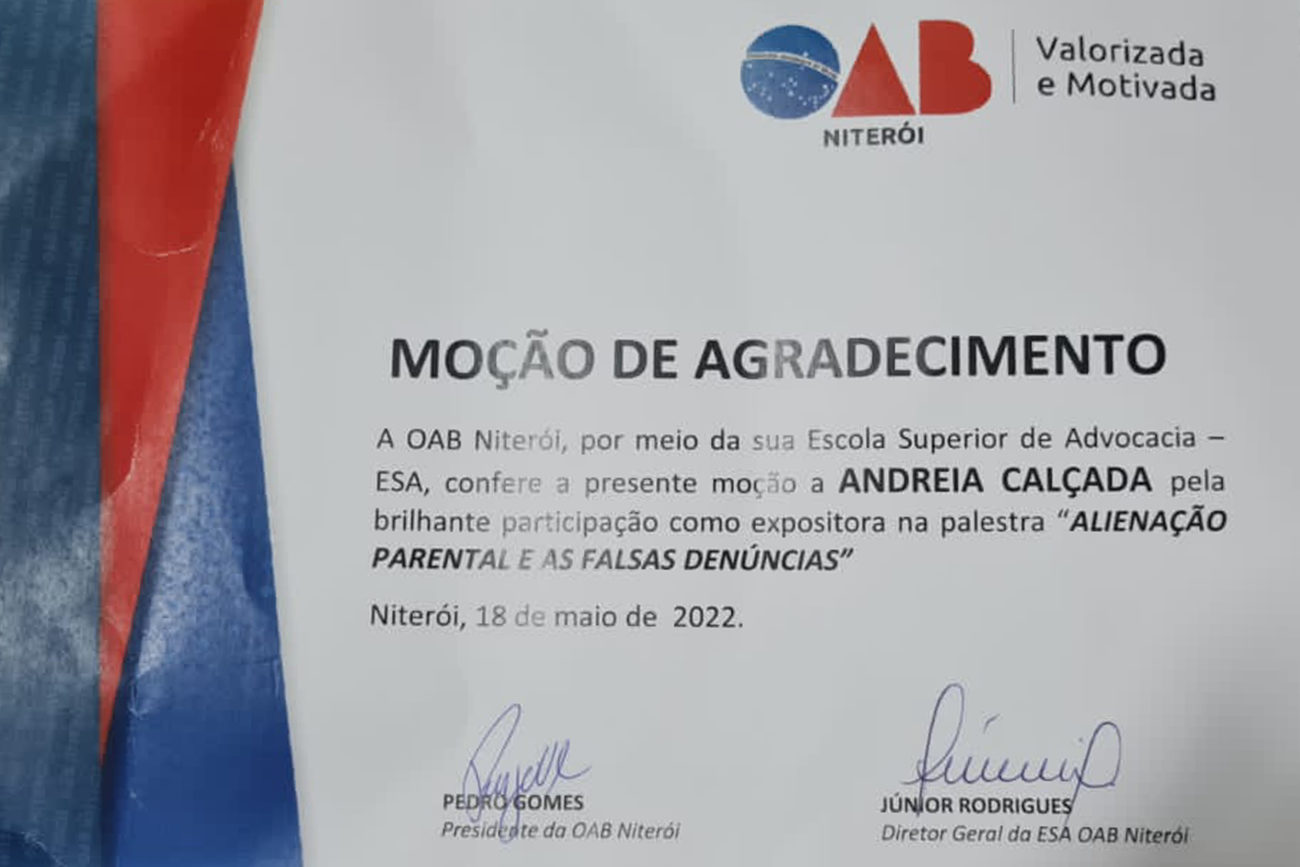 OAB
Valorizada
e Motivada
NITERÓI
MOÇÃO DE AGRADECIMENTO
A OAB Niterói, por meio da sua Escola Superior de Advocacia –
ESA, confere a presente moção a ANDREIA CALÇADA pela
brilhante participação como expositora na palestra “ALIENAÇÃO
PARENTAL E AS FALSAS DENÚNCIAS”
Niterói, 18 de maio de 2022.
PEDRO GOMES
Presidente da OAB Niterói
JÚNIOR RODRIGUES
Diretor Geral da ESA OAB Niterói